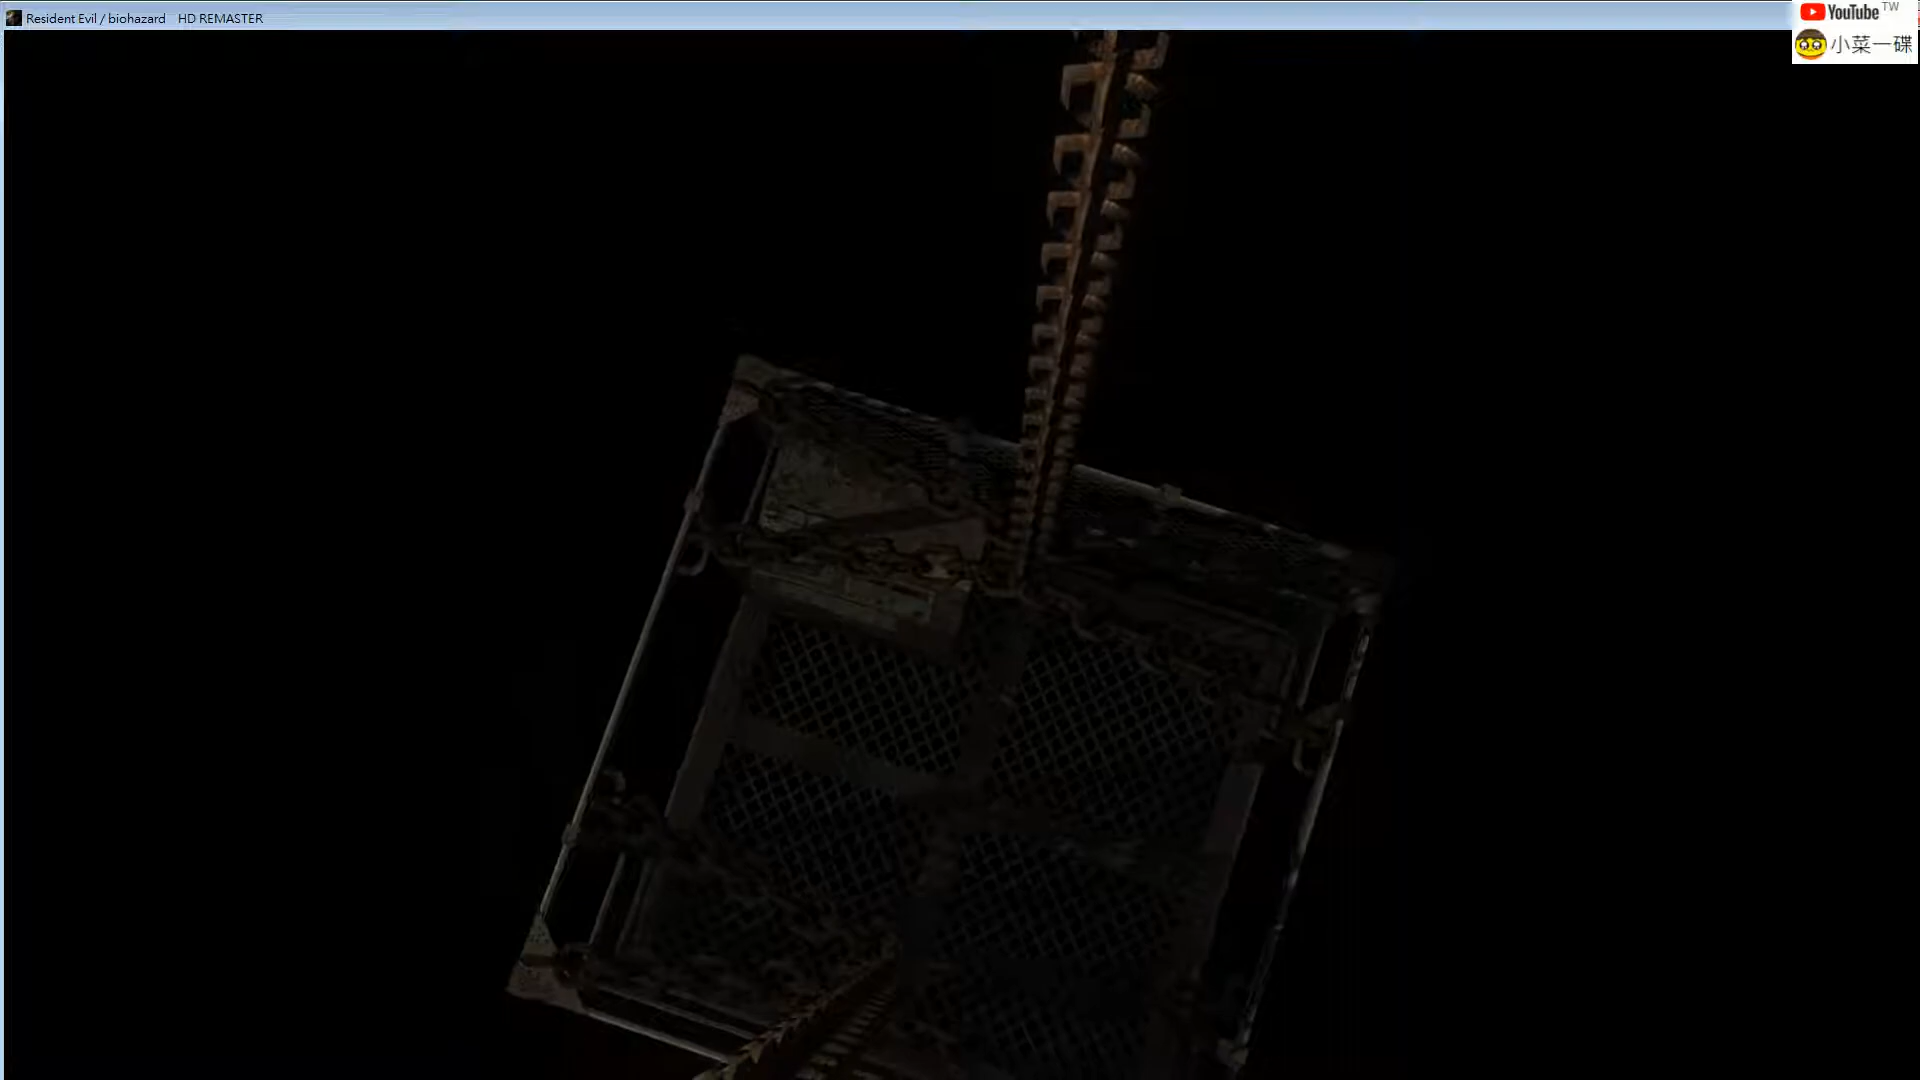 Resident Evil / biohazard HD REMASTER
YouTube TW
小菜一碟